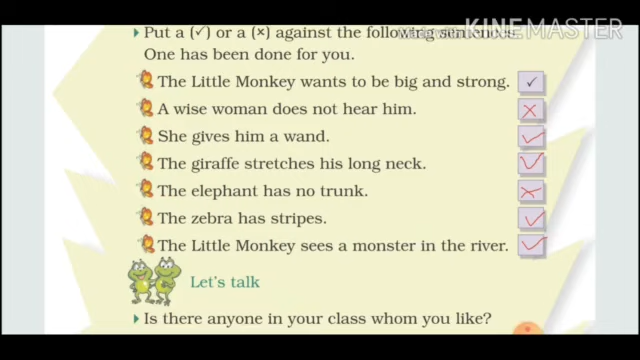 Put a (✓) or a (×) against the following sentences.
KINEMASTER
One has been done for you.
The Little Monkey wants to be big and strong. ✓
A wise woman does not hear him. ×
She gives him a wand. ✓
The giraffe stretches his long neck. ✓
The elephant has no trunk. ×
The zebra has stripes. ✓
The Little Monkey sees a monster in the river. ✓
Let's talk
Is there anyone in your class whom you like?